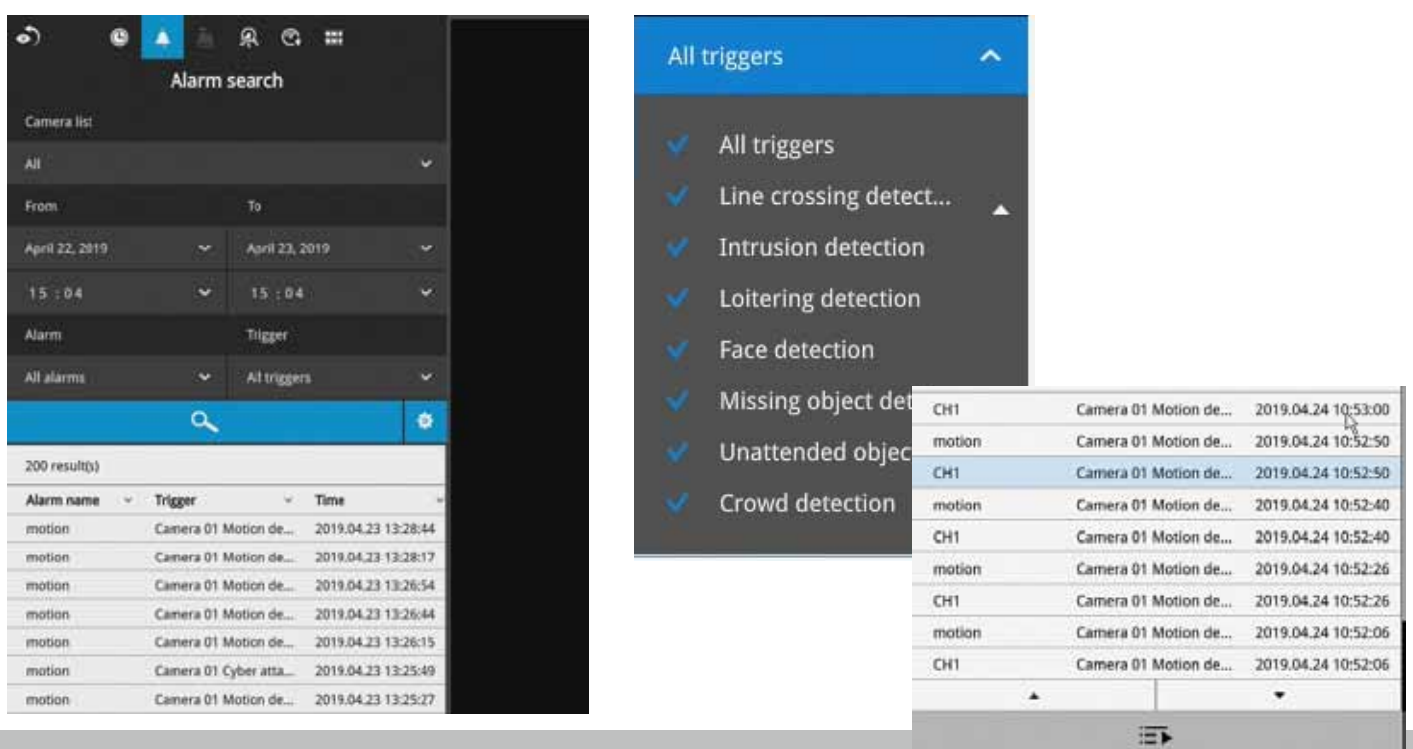 Alarm search
Camera list
All
From To
April 22, 2019 April 23, 2019
15 : 04 15 : 04
Alarm Trigger
All alarms All triggers
200 result(s)
Alarm name Trigger Time
motion Camera 01 Motion de... 2019.04.23 13:28:44
motion Camera 01 Motion de... 2019.04.23 13:28:17
motion Camera 01 Motion de... 2019.04.23 13:26:54
motion Camera 01 Motion de... 2019.04.23 13:26:44
motion Camera 01 Motion de... 2019.04.23 13:26:15
motion Camera 01 Cyber atta... 2019.04.23 13:25:49
motion Camera 01 Motion de... 2019.04.23 13:25:27
All triggers
All triggers
Line crossing detect...
Intrusion detection
Loitering detection
Face detection
Missing object det
Unattended objec
Crowd detection
CH1 Camera 01 Motion de... 2019.04.24 10:53:00
motion Camera 01 Motion de... 2019.04.24 10:52:50
CH1 Camera 01 Motion de... 2019.04.24 10:52:50
motion Camera 01 Motion de... 2019.04.24 10:52:40
CH1 Camera 01 Motion de... 2019.04.24 10:52:40
motion Camera 01 Motion de... 2019.04.24 10:52:26
CH1 Camera 01 Motion de... 2019.04.24 10:52:26
motion Camera 01 Motion de... 2019.04.24 10:52:06
CH1 Camera 01 Motion de... 2019.04.24 10:52:06